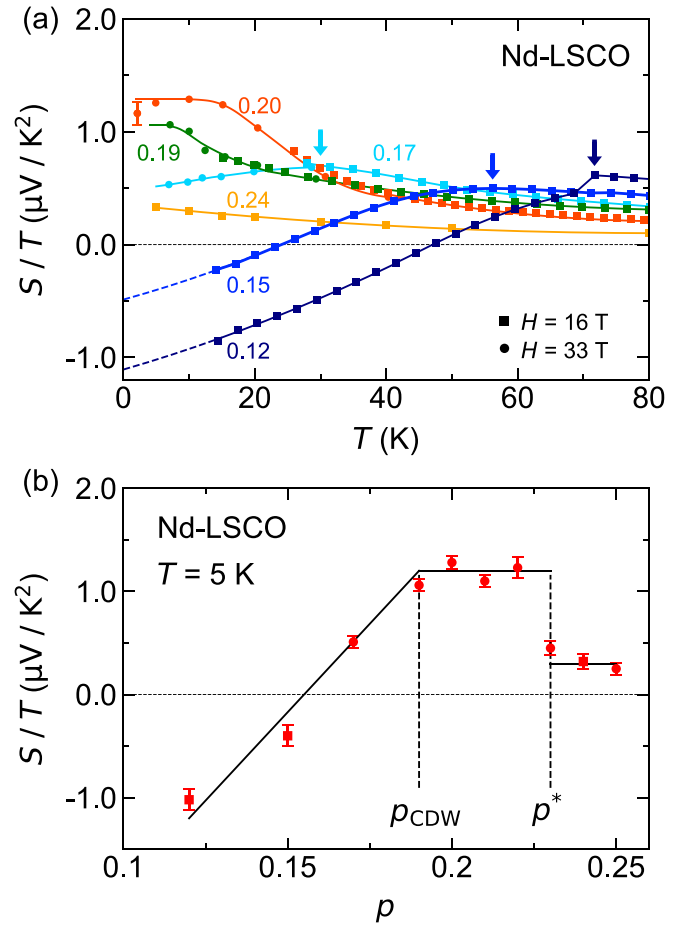 (a)
Nd-LSCO
2.0
1.0
0.0
-1.0
S / T (μV / K²)
0.20
0.19
0.17
0.24
0.15
0.12
■ H = 16 T
● H = 33 T
0 20 40 60 80
T (K)
(b)
Nd-LSCO
T = 5 K
2.0
1.0
0.0
-1.0
S / T (μV / K²)
pCDW p*
0.1 0.15 0.2 0.25
p